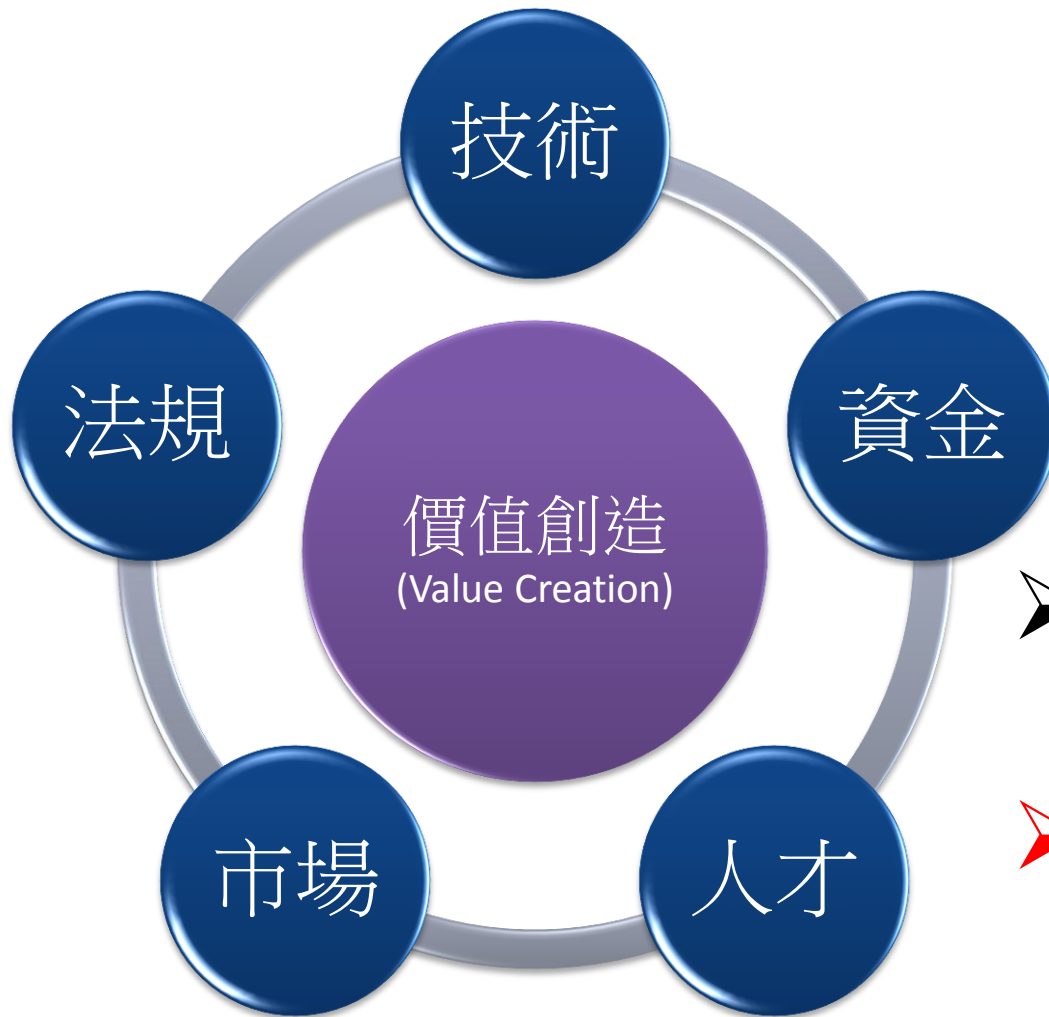 技術
法規
資金
價值創造
(Value Creation)
市場
人才